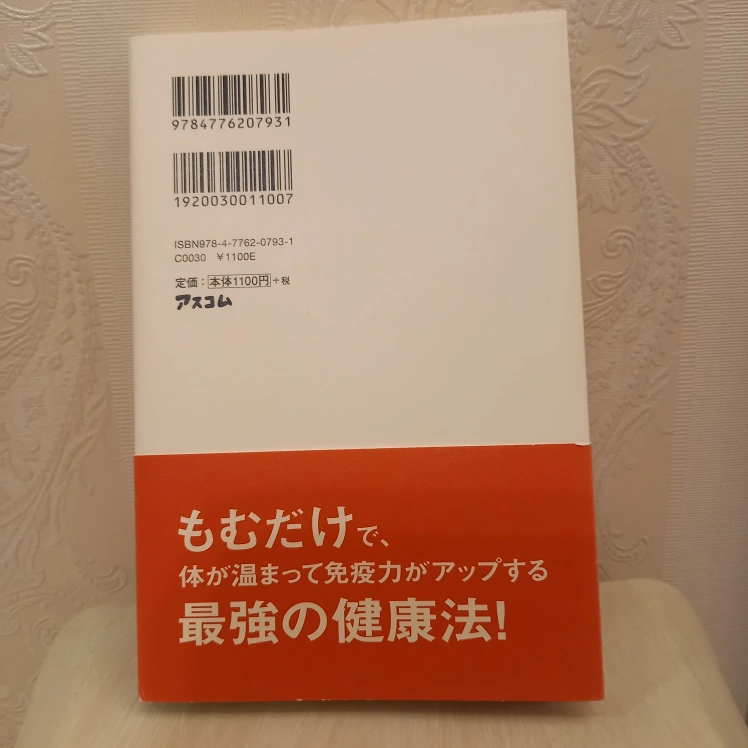 9784776207931
1920030011007
ISBN978-4-7762-0793-1
C0030 ¥1100E
定価：本体1100円+税
アスコム
もむだけで、
体が温まって免疫力がアップする
最強の健康法!